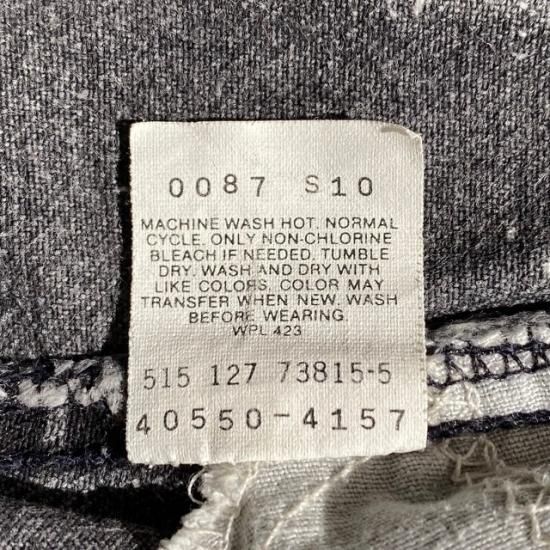 0087 S10
MACHINE WASH HOT. NORMAL
CYCLE. ONLY NON-CHLORINE
BLEACH IF NEEDED. TUMBLE
DRY. WASH AND DRY WITH
LIKE COLORS. COLOR MAY
TRANSFER WHEN NEW. WASH
BEFORE WEARING.
WPL 423
515 127 73815-5
40550-4157